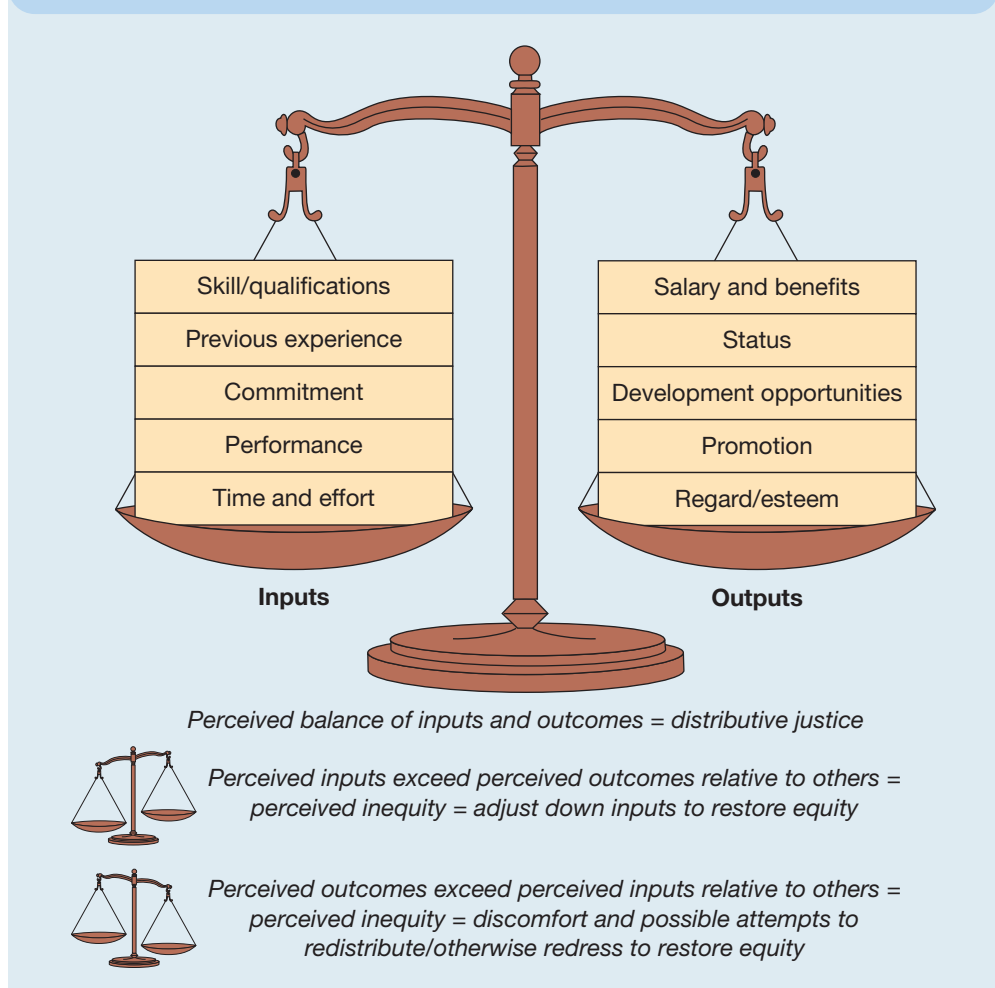 Skill/qualifications
Previous experience
Commitment
Performance
Time and effort
Inputs
Salary and benefits
Status
Development opportunities
Promotion
Regard/esteem
Outputs
Perceived balance of inputs and outcomes = distributive justice
Perceived inputs exceed perceived outcomes relative to others =
perceived inequity = adjust down inputs to restore equity
Perceived outcomes exceed perceived inputs relative to others =
perceived inequity = discomfort and possible attempts to
redistribute/otherwise redress to restore equity